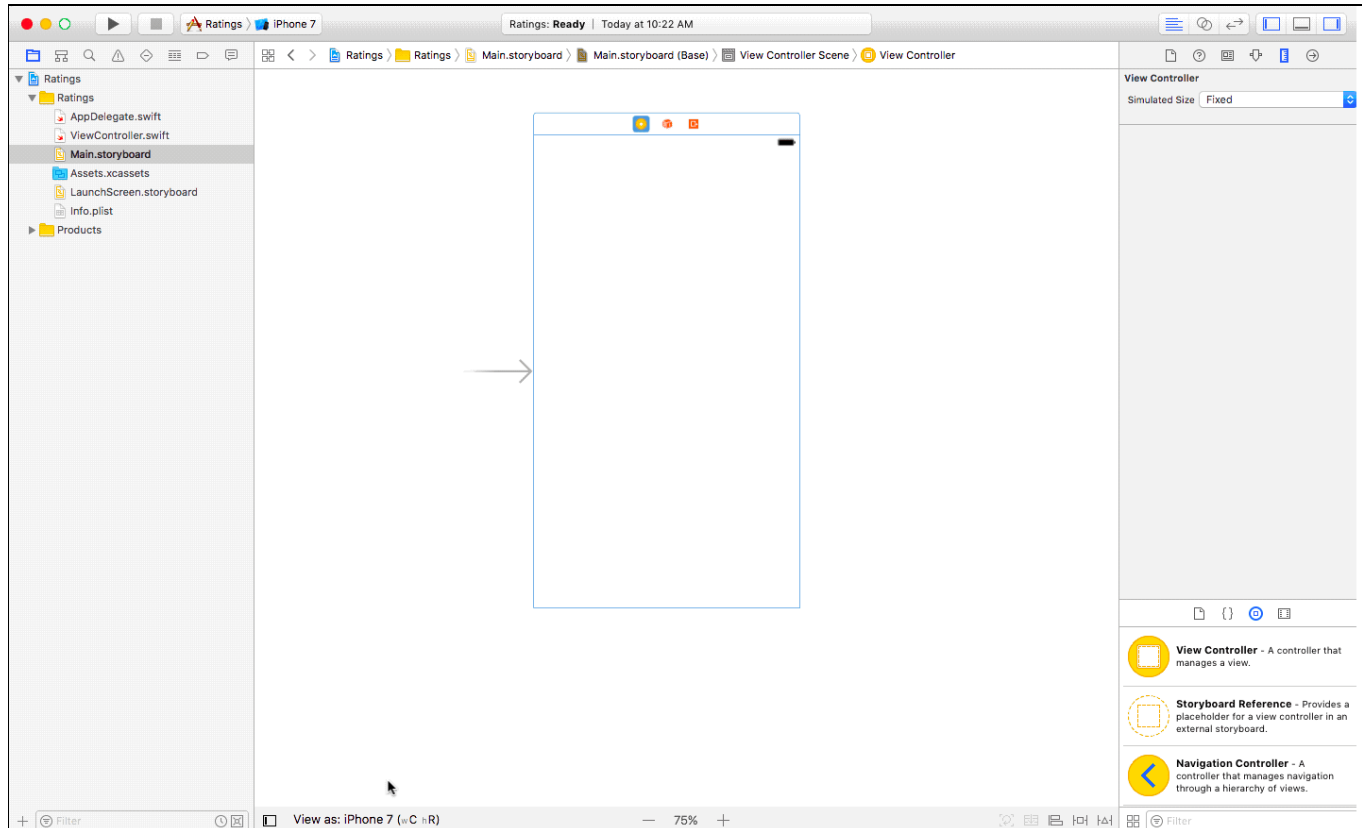 Ratings iPhone 7
Ratings: Ready | Today at 10:22 AM
Ratings Ratings Main.storyboard Main.storyboard (Base) View Controller Scene View Controller
Ratings
Ratings
AppDelegate.swift
ViewController.swift
Main.storyboard
Assets.xcassets
LaunchScreen.storyboard
Info.plist
Products
View Controller
Simulated Size Fixed
View Controller - A controller that
manages a view.
Storyboard Reference - Provides a
placeholder for a view controller in an
external storyboard.
Navigation Controller - A
controller that manages navigation
through a hierarchy of views.
Filter
View as: iPhone 7 (wC hR)
— 75% +
Filter